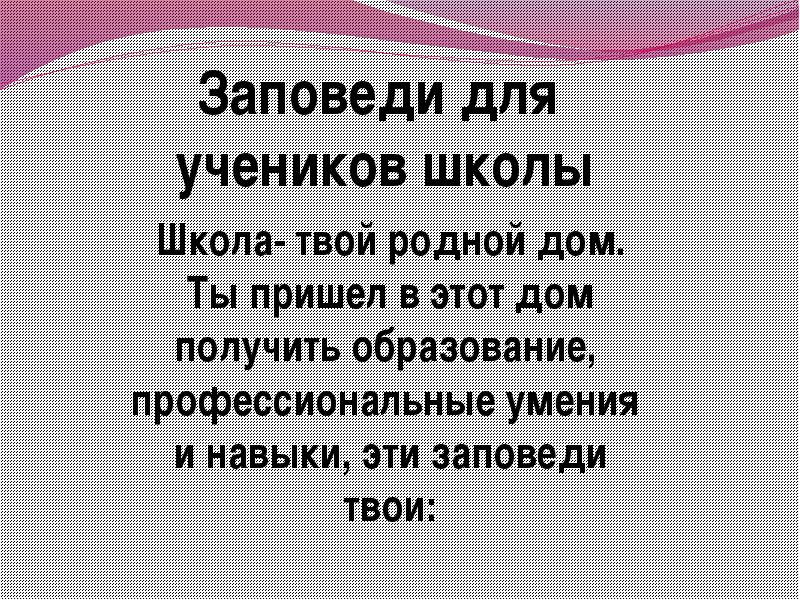 Заповеди для
учеников школы
Школа- твой родной дом.
Ты пришел в этот дом
получить образование,
профессиональные умения
и навыки, эти заповеди
твои: